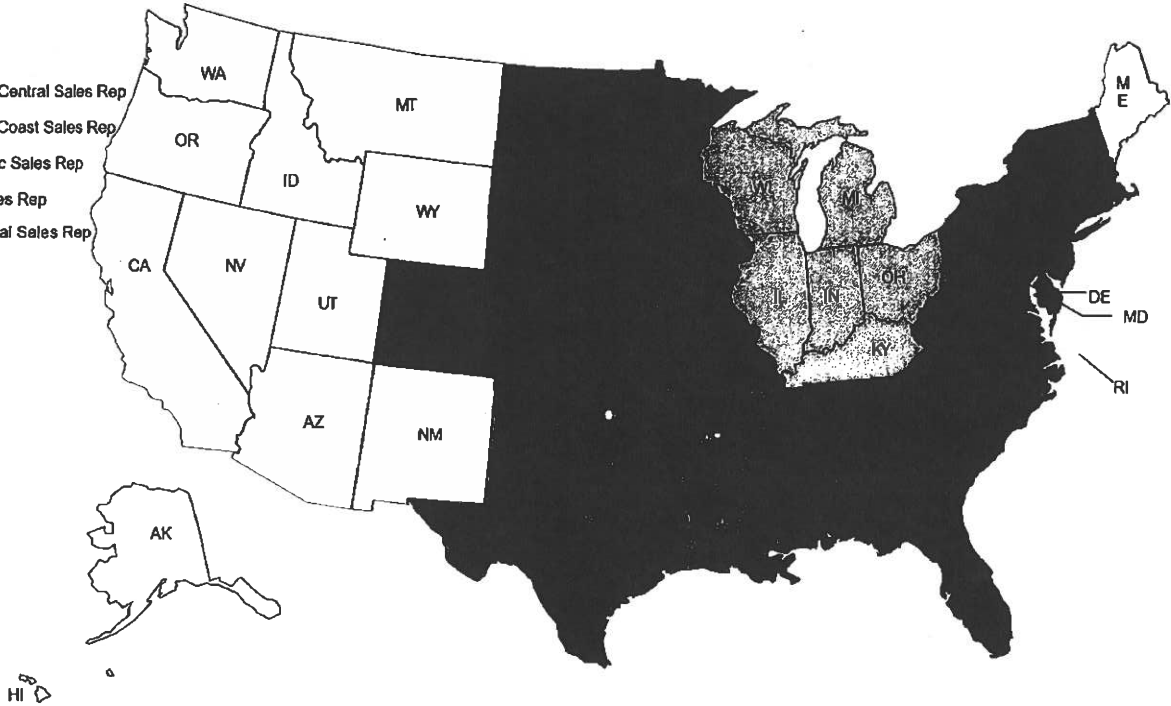 Central Sales Rep
Coast Sales Rep
c Sales Rep
es Rep
al Sales Rep
WA
OR
ID
MT
WY
CA
NV
UT
AZ
NM
AK
HI
WI
MI
IL
IN
OH
KY
M
E
DE
MD
RI